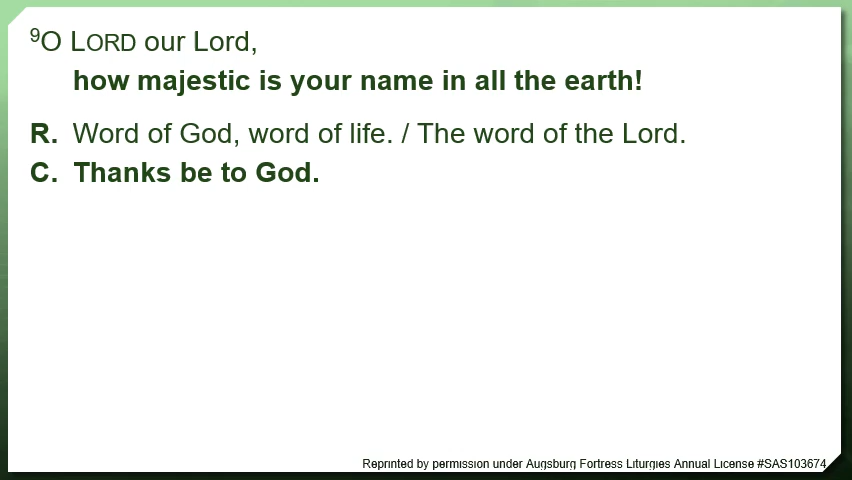 ⁹O LORD our Lord,
how majestic is your name in all the earth!
R. Word of God, word of life. / The word of the Lord.
C. Thanks be to God.
Reprinted by permission under Augsburg Fortress Liturgies Annual License #SAS103674